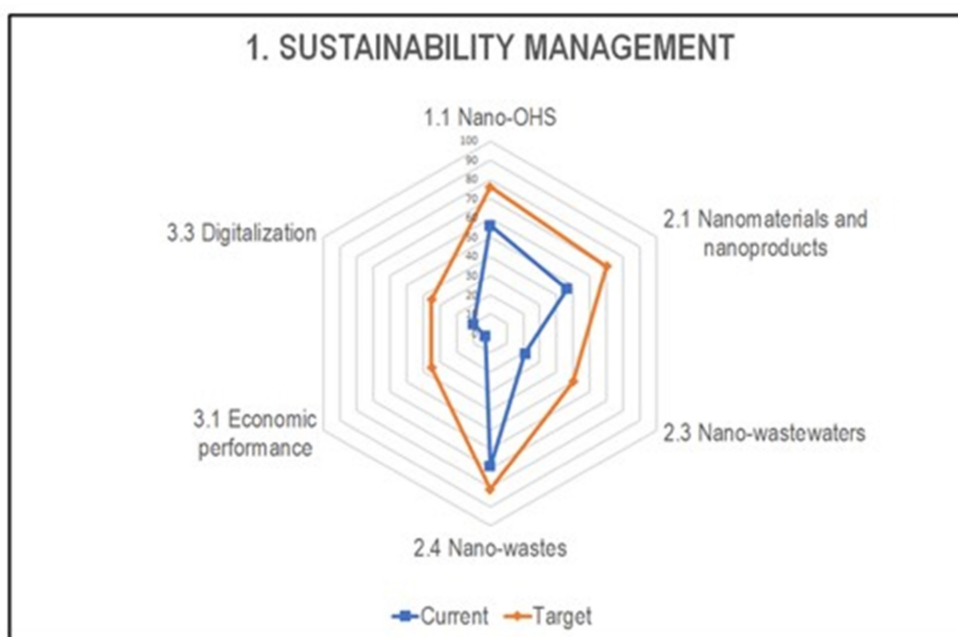 1. SUSTAINABILITY MANAGEMENT
1.1 Nano-OHS
100
90
80
70
60
50
40
30
20
2.1 Nanomaterials and
nanoproducts
3.3 Digitalization
3.1 Economic
performance
2.3 Nano-wastewaters
2.4 Nano-wastes
Current Target